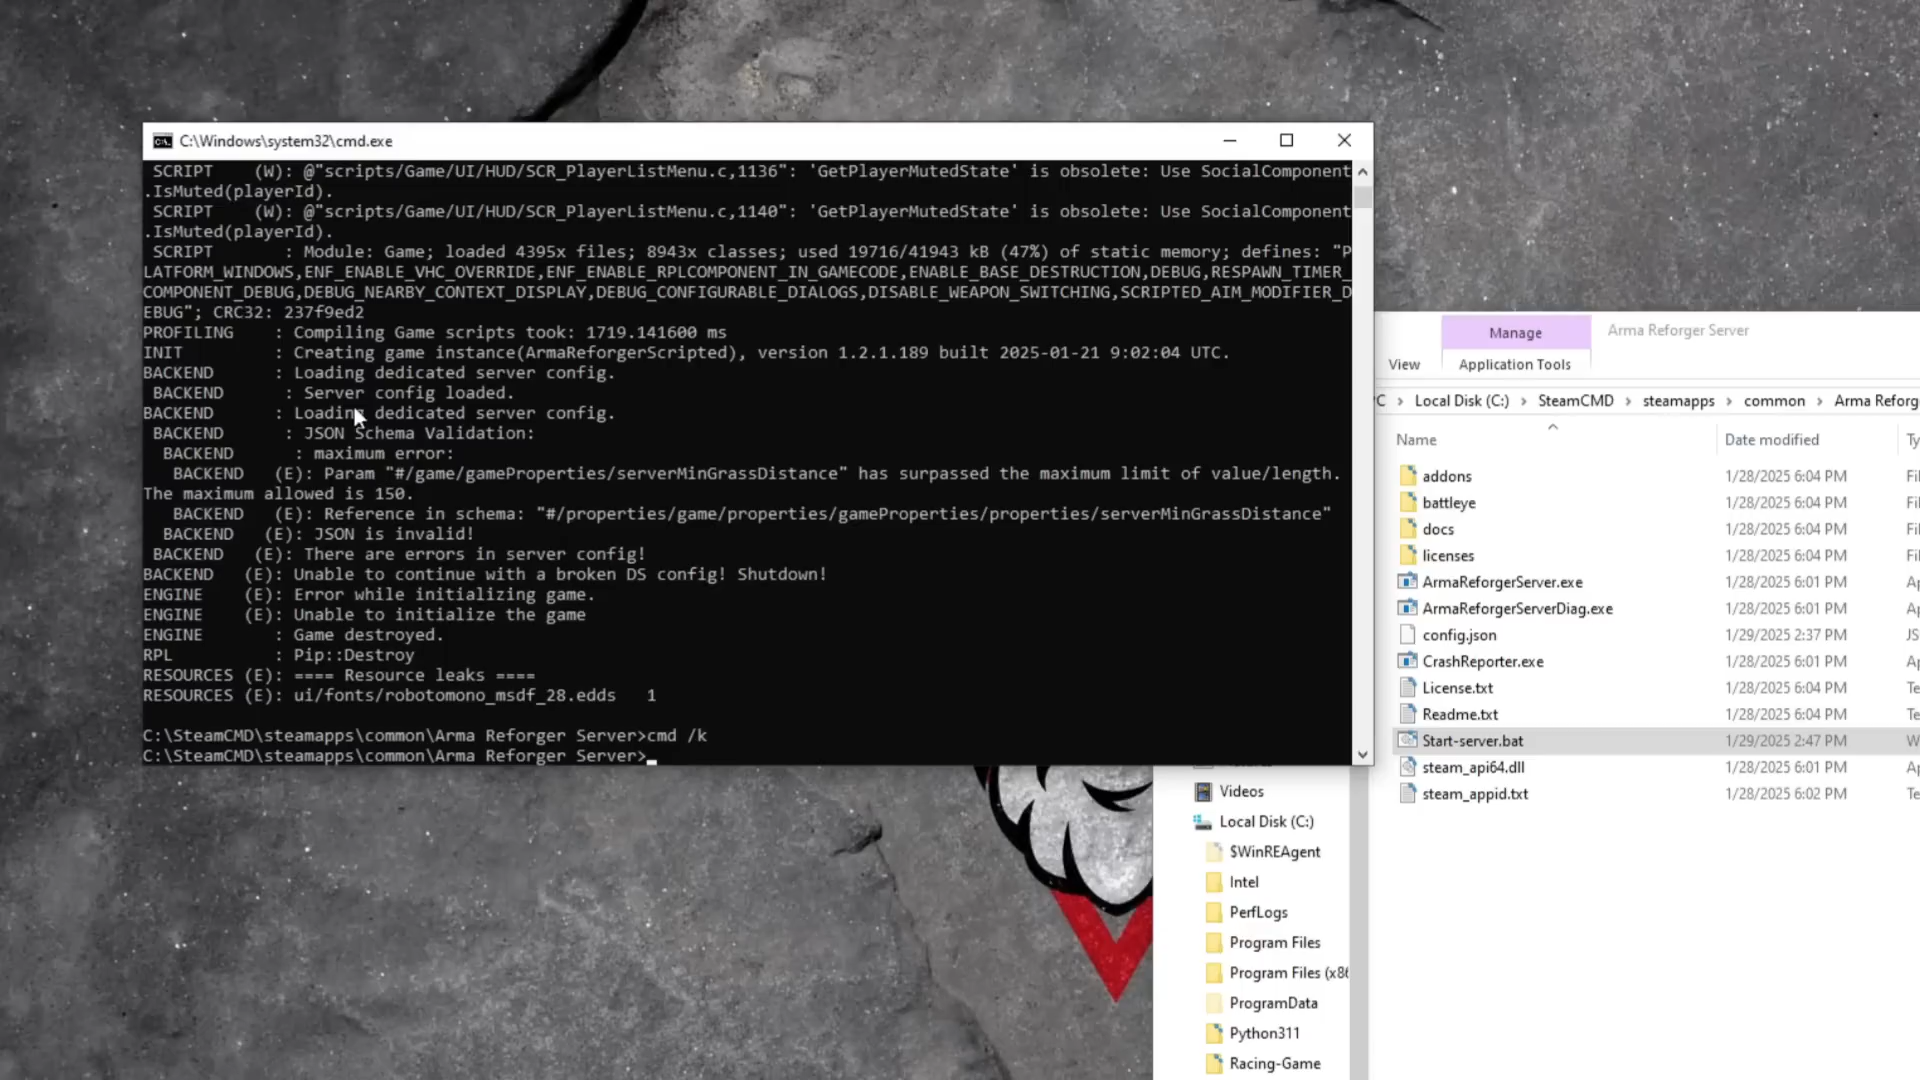 C:\Windows\system32\cmd.exe
SCRIPT    (W): @"scripts/Game/UI/HUD/SCR_PlayerListMenu.c,1136": 'GetPlayerMutedState' is obsolete: Use SocialComponent
.IsMuted(playerId).
SCRIPT    (W): @"scripts/Game/UI/HUD/SCR_PlayerListMenu.c,1140": 'GetPlayerMutedState' is obsolete: Use SocialComponent
.IsMuted(playerId).
SCRIPT       : Module: Game; loaded 4395x files; 8943x classes; used 19716/41943 kB (47%) of static memory; defines: "P
LATFORM_WINDOWS,ENF_ENABLE_VHC_OVERRIDE,ENF_ENABLE_RPLCOMPONENT_IN_GAMECODE,ENABLE_BASE_DESTRUCTION,DEBUG,RESPAWN_TIMER_
COMPONENT_DEBUG,DEBUG_NEARBY_CONTEXT_DISPLAY,DEBUG_CONFIGURABLE_DIALOGS,DISABLE_WEAPON_SWITCHING,SCRIPTED_AIM_MODIFIER_D
EBUG"; CRC32: 237f9ed2
PROFILING    : Compiling Game scripts took: 1719.141600 ms
INIT         : Creating game instance(ArmaReforgerScripted), version 1.2.1.189 built 2025-01-21 9:02:04 UTC.
BACKEND      : Loading dedicated server config.
BACKEND      : Server config loaded.
BACKEND      : Loading dedicated server config.
BACKEND      : JSON Schema Validation:
BACKEND      : maximum error:
BACKEND   (E): Param "#/game/gameProperties/serverMinGrassDistance" has surpassed the maximum limit of value/length.
The maximum allowed is 150.
BACKEND   (E): Reference in schema: "#/properties/game/properties/gameProperties/properties/serverMinGrassDistance"
BACKEND   (E): JSON is invalid!
BACKEND   (E): There are errors in server config!
BACKEND   (E): Unable to continue with a broken DS config! Shutdown!
ENGINE    (E): Error while initializing game.
ENGINE    (E): Unable to initialize the game
ENGINE       : Game destroyed.
RPL          : Pip::Destroy
RESOURCES (E): ==== Resource leaks ====
RESOURCES (E): ui/fonts/robotomono_msdf_28.edds   1
C:\SteamCMD\steamapps\common\Arma Reforger Server>cmd /k
C:\SteamCMD\steamapps\common\Arma Reforger Server>
Manage
Arma Reforger Server
View
Application Tools
Local Disk (C:) > SteamCMD > steamapps > common >
Name
Date modified
addons 1/28/2025 6:04 PM
battleye 1/28/2025 6:04 PM
docs 1/28/2025 6:04 PM
licenses 1/28/2025 6:04 PM
ArmaReforgerServer.exe 1/28/2025 6:01 PM
ArmaReforgerServerDiag.exe 1/28/2025 6:01 PM
config.json 1/29/2025 2:37 PM
CrashReporter.exe 1/28/2025 6:01 PM
License.txt 1/28/2025 6:04 PM
Readme.txt 1/28/2025 6:04 PM
Start-server.bat 1/29/2025 2:47 PM
steam_api64.dll 1/28/2025 6:01 PM
steam_appid.txt 1/28/2025 6:02 PM
Videos
Local Disk (C:)
$WinREAgent
Intel
PerfLogs
Program Files
Program Files (x86
ProgramData
Python311
Racing-Game